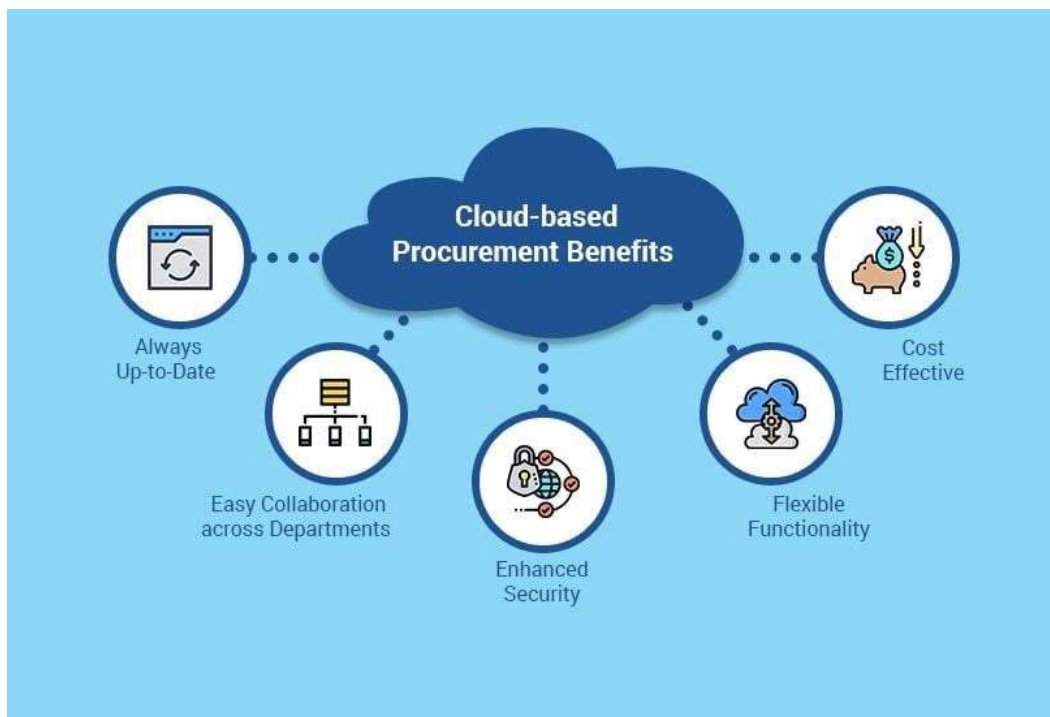 Cloud-based
Procurement Benefits
Always
Up-to-Date
Easy Collaboration
across Departments
Enhanced
Security
Flexible
Functionality
Cost
Effective